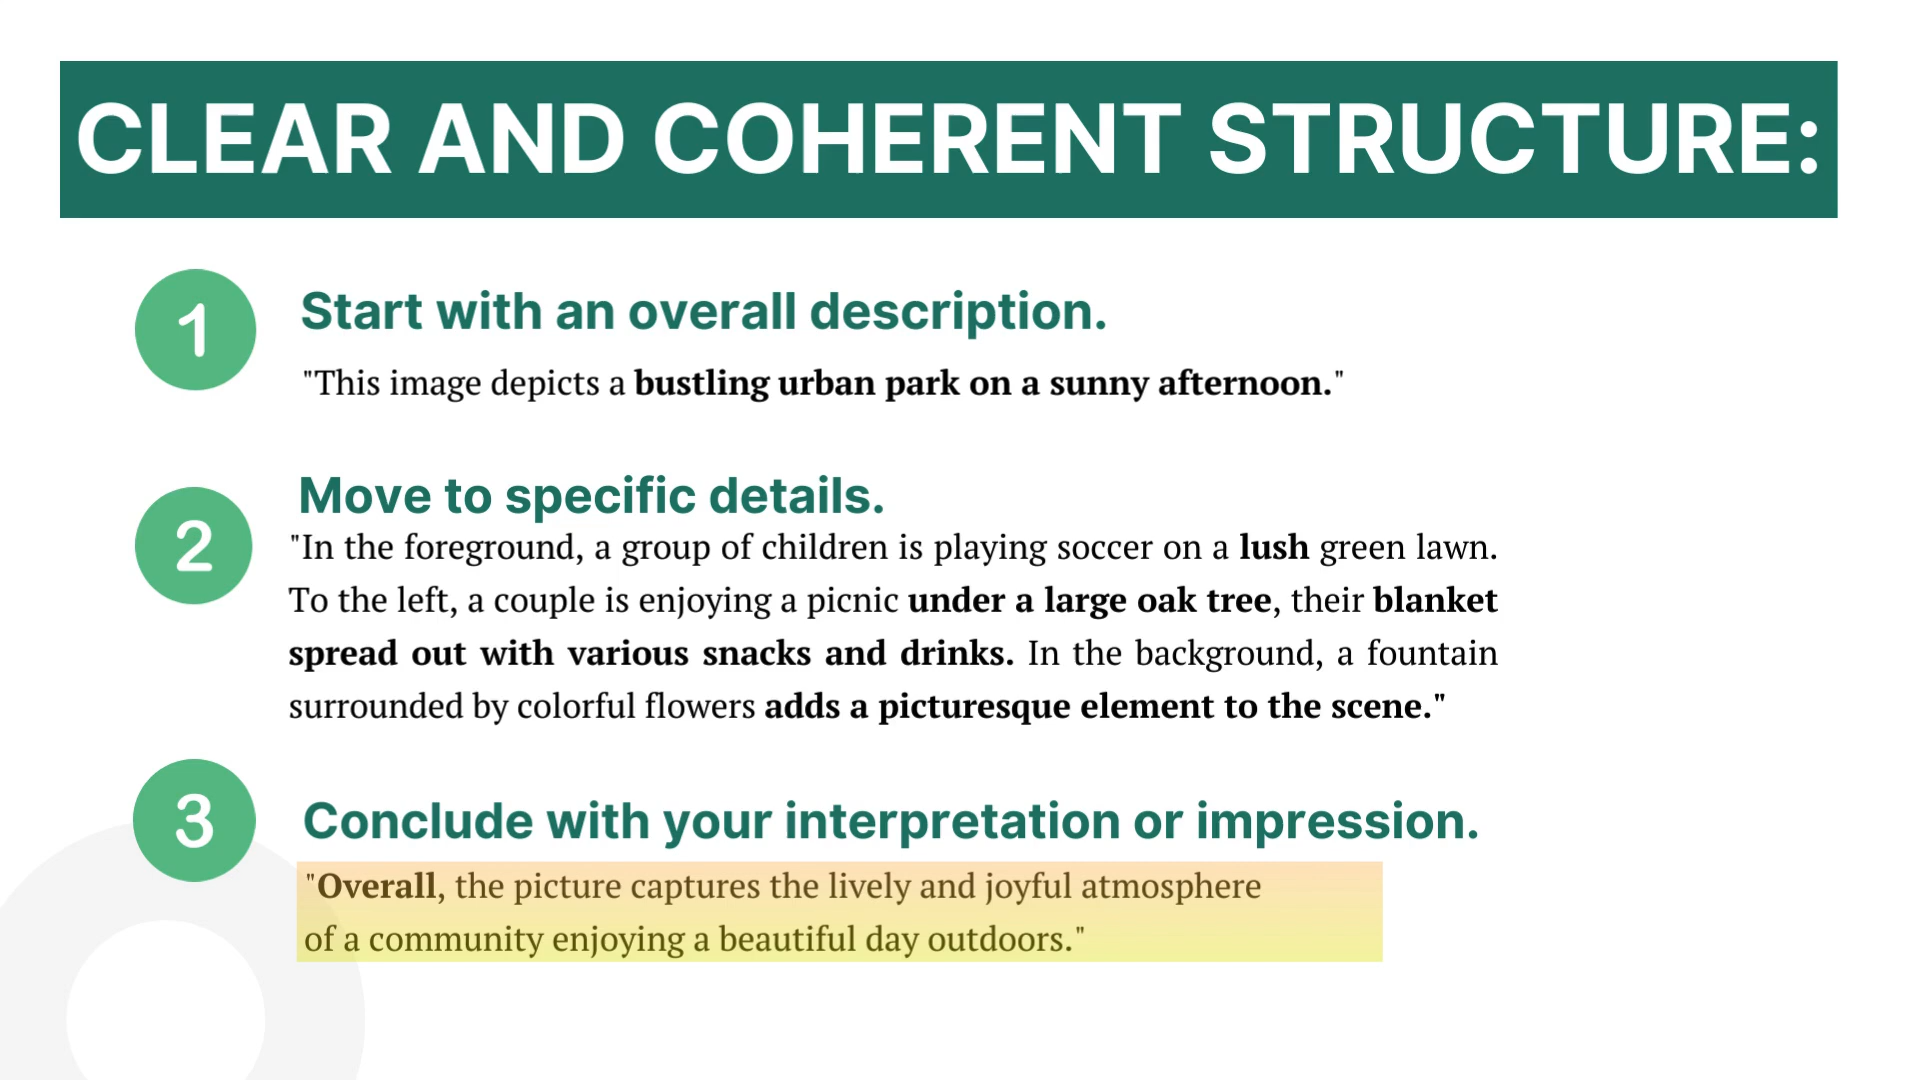 CLEAR AND COHERENT STRUCTURE:
1
Start with an overall description.
"This image depicts a bustling urban park on a sunny afternoon."
2
Move to specific details.
"In the foreground, a group of children is playing soccer on a lush green lawn.
To the left, a couple is enjoying a picnic under a large oak tree, their blanket
spread out with various snacks and drinks. In the background, a fountain
surrounded by colorful flowers adds a picturesque element to the scene."
3
Conclude with your interpretation or impression.
"Overall, the picture captures the lively and joyful atmosphere
of a community enjoying a beautiful day outdoors."